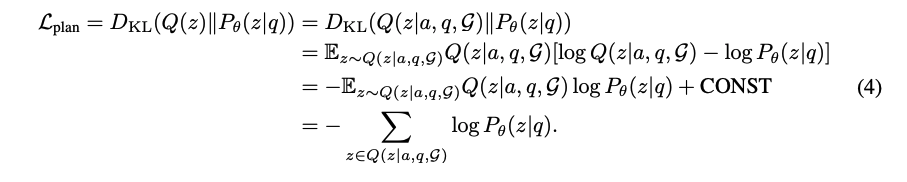 ℒ_plan = D_KL(Q(z)‖P_θ(z|q)) = D_KL(Q(z|a, q, 𝒢)‖P_θ(z|q))
= 𝔼_{z∼Q(z|a,q,𝒢)}Q(z|a, q, 𝒢)[log Q(z|a, q, 𝒢) − log P_θ(z|q)]
= −𝔼_{z∼Q(z|a,q,𝒢)}Q(z|a, q, 𝒢) log P_θ(z|q) + CONST (4)
= − ∑_{z∈Q(z|a,q,𝒢)} log P_θ(z|q).